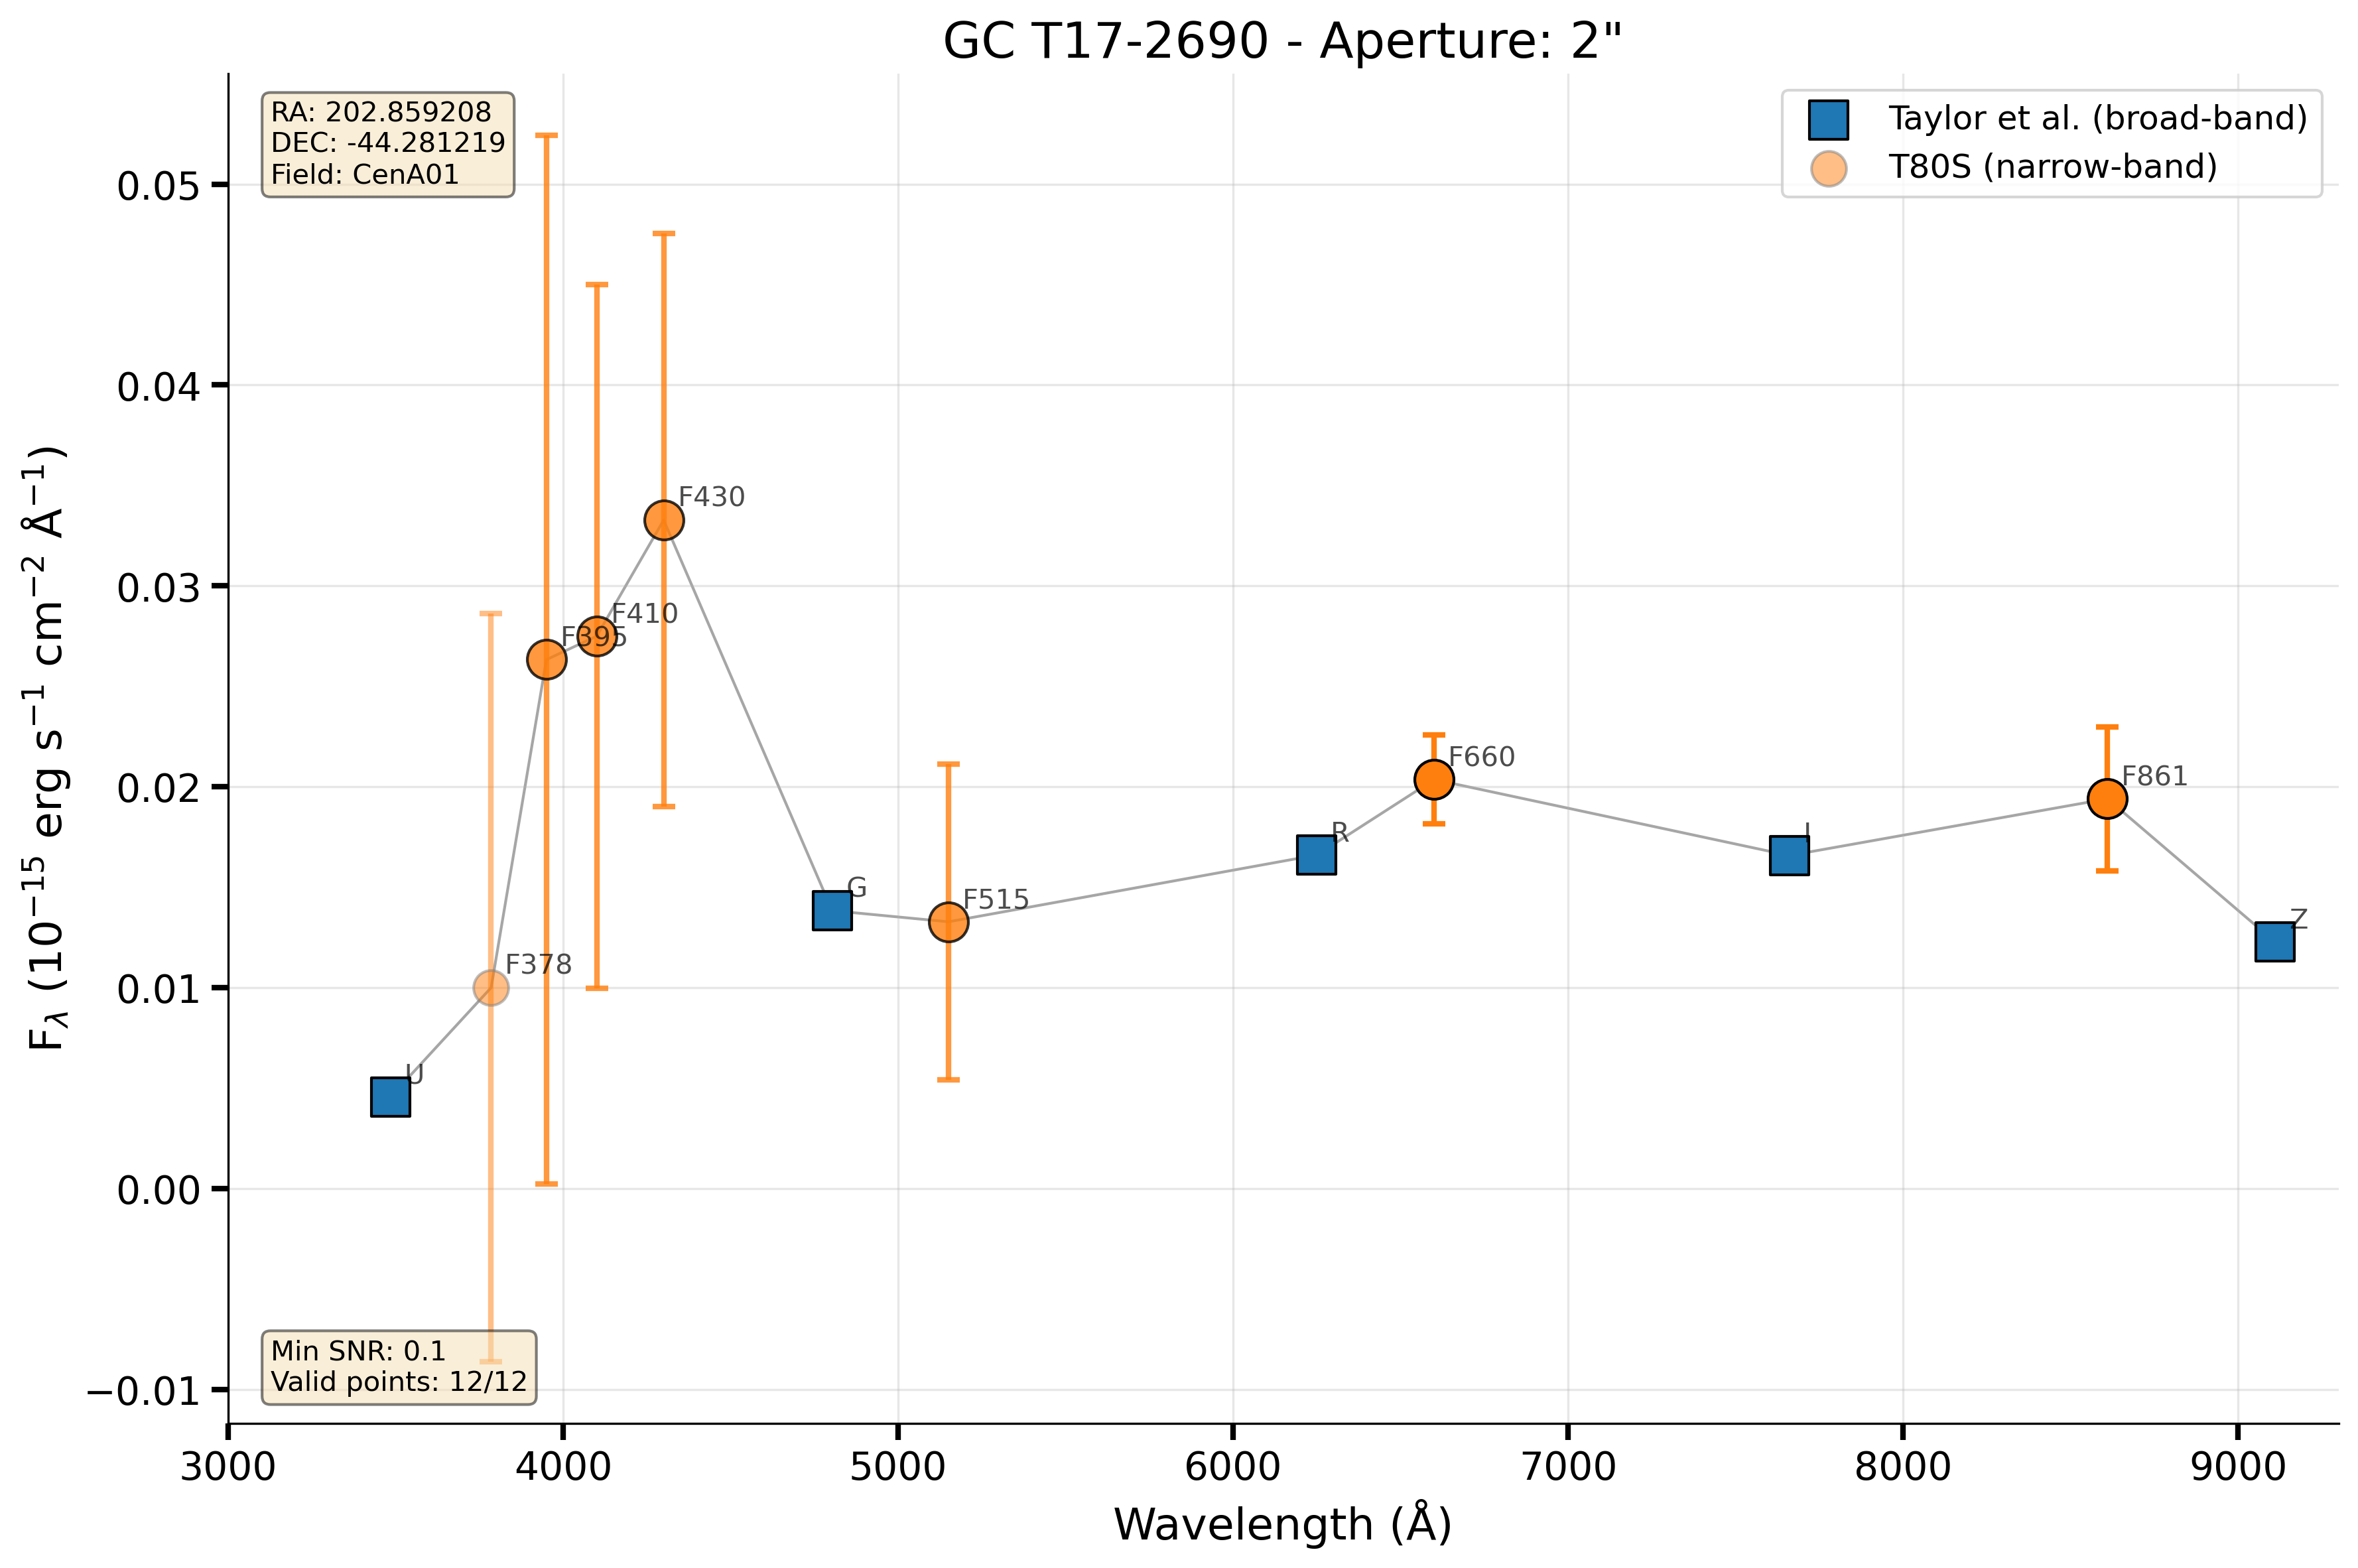 GC T17-2690 - Aperture: 2"
RA: 202.859208
DEC: -44.281219
Field: CenA01
Taylor et al. (broad-band)
T80S (narrow-band)
0.05
0.04
0.03
0.02
0.01
0.00
−0.01
F$_λ$ (10$^{−15}$ erg s$^{−1}$ cm$^{−2}$ Å$^{−1}$)
U
F378
F395
F410
F430
G
F515
R
F660
I
F861
Z
Min SNR: 0.1
Valid points: 12/12
3000 4000 5000 6000 7000 8000 9000
Wavelength (Å)